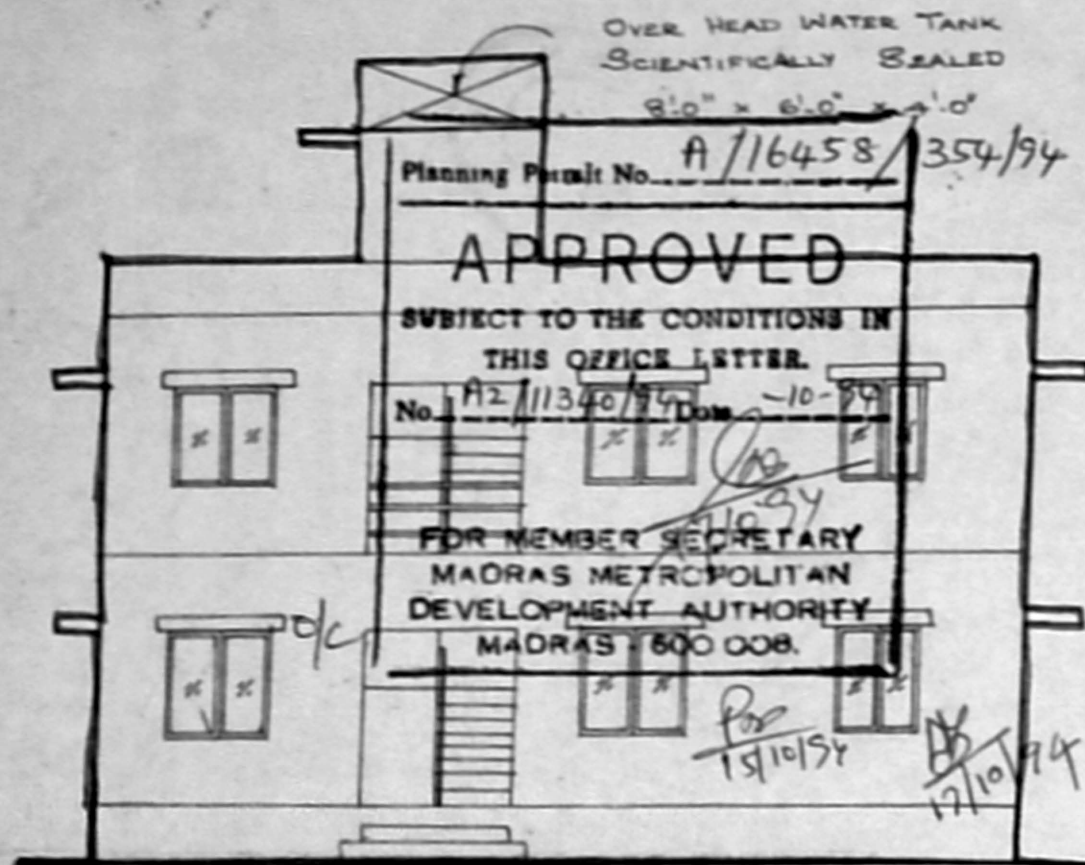 OVER HEAD WATER TANK
SCIENTIFICALLY SEALED
8'0" x 6'0" x 4'0"
Planning Permit No. A/16458/354/94
APPROVED
SUBJECT TO THE CONDITIONS IN
THIS OFFICE LETTER.
No. A2/11340/94 Date -10-94
FOR MEMBER SECRETARY
MADRAS METROPOLITAN
DEVELOPMENT AUTHORITY
MADRAS - 600 008.
O/C
15/10/94
17/10/94